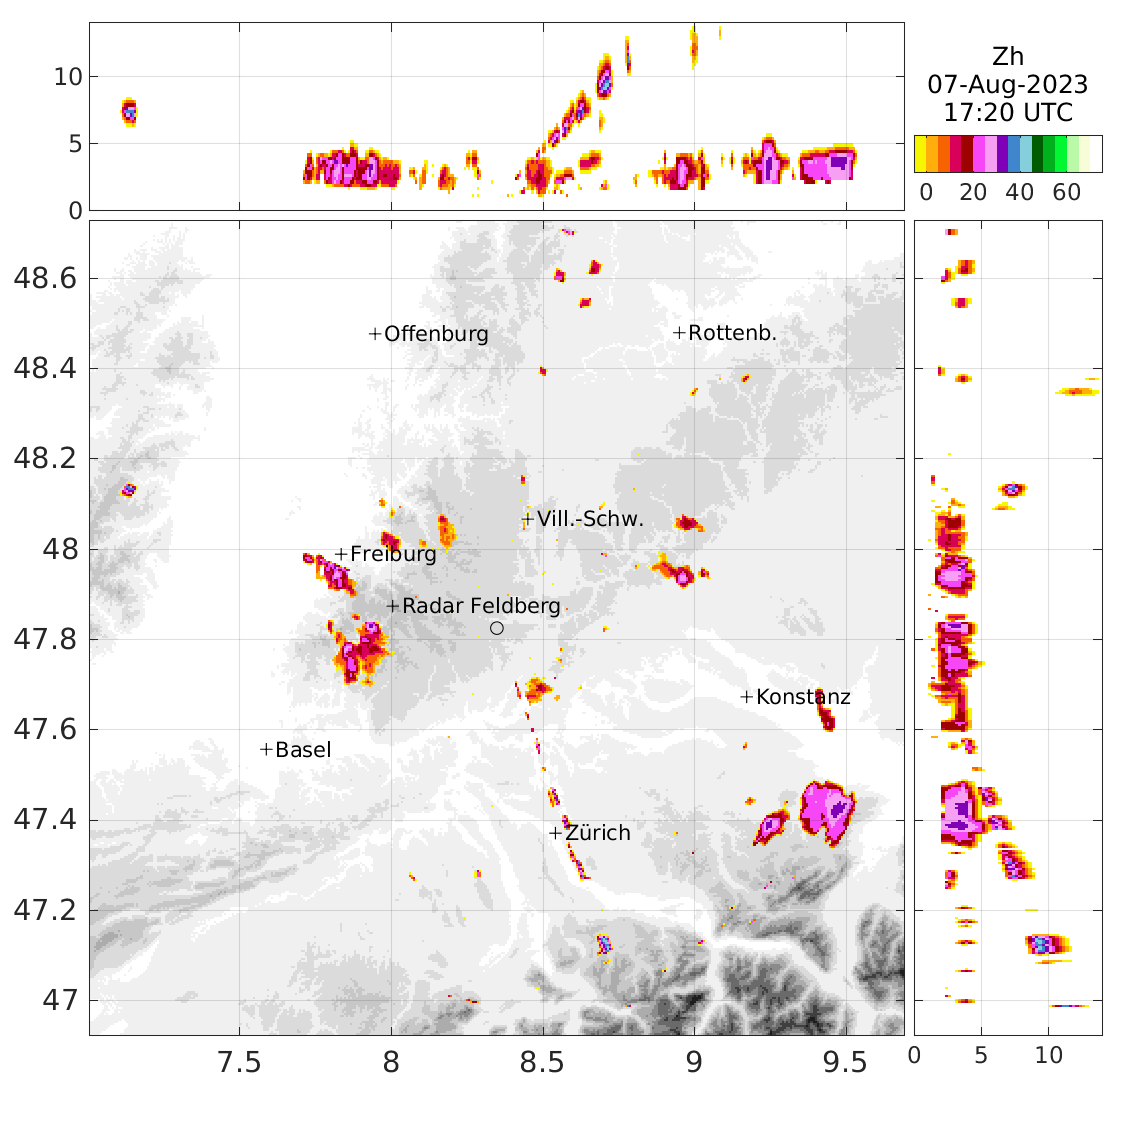 10
5
0
Zh
07-Aug-2023
17:20 UTC
0 20 40 60
48.6
48.4
48.2
48
47.8
47.6
47.4
47.2
47
+Offenburg
+Rottenb.
+Vill.-Schw.
+Freiburg
+Radar Feldberg
+Konstanz
+Basel
+Zürich
7.5 8 8.5 9 9.5
0 5 10